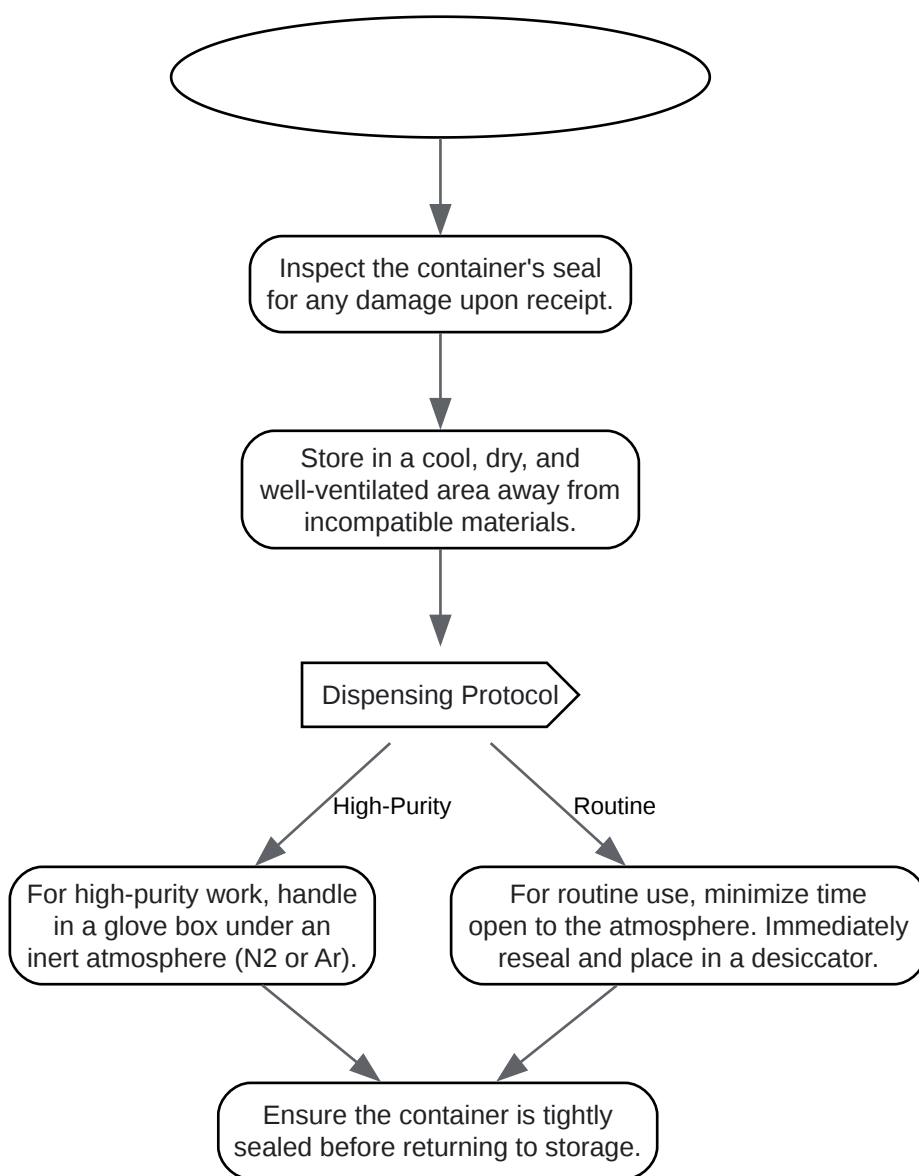 Inspect the container's seal
for any damage upon receipt.
Store in a cool, dry, and
well-ventilated area away from
incompatible materials.
Dispensing Protocol
High-Purity
Routine
For high-purity work, handle
in a glove box under an
inert atmosphere (N2 or Ar).
For routine use, minimize time
open to the atmosphere. Immediately
reseal and place in a desiccator.
Ensure the container is tightly
sealed before returning to storage.